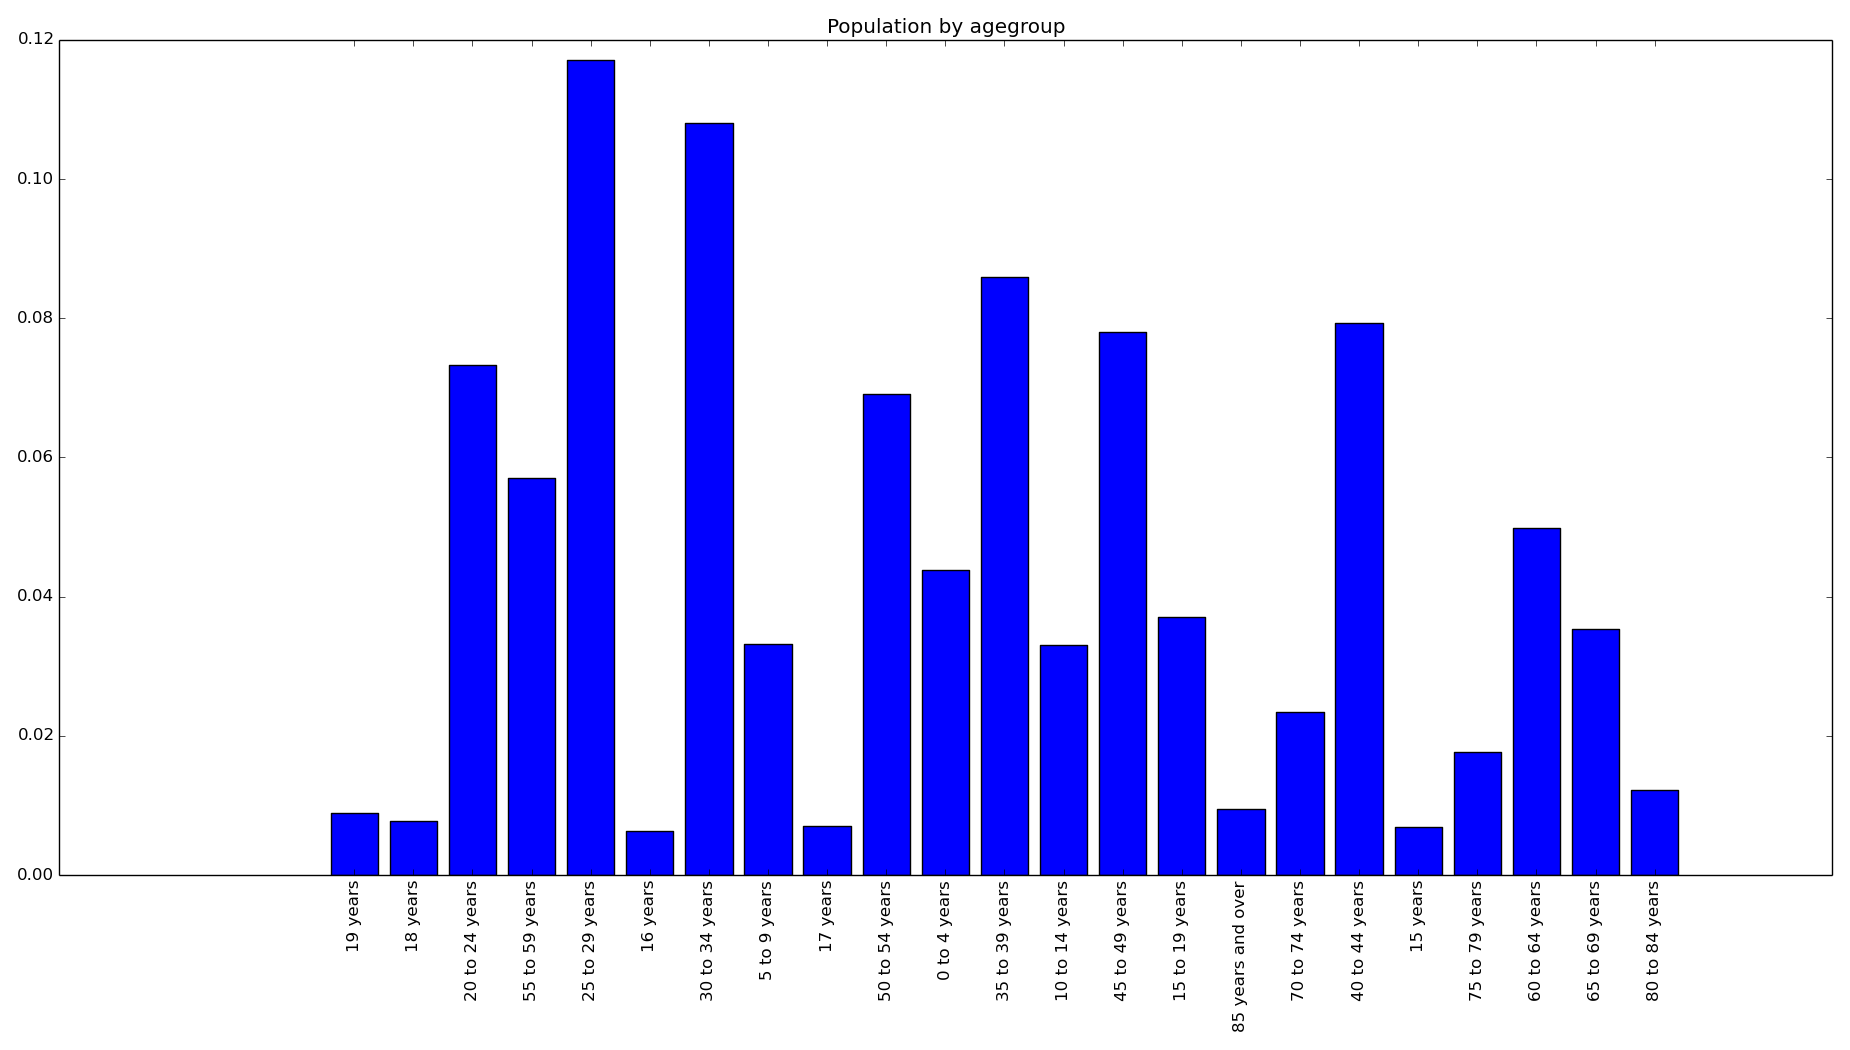 Population by agegroup
0.12
0.10
0.08
0.06
0.04
0.02
0.00
19 years
18 years
20 to 24 years
55 to 59 years
25 to 29 years
16 years
30 to 34 years
5 to 9 years
17 years
50 to 54 years
0 to 4 years
35 to 39 years
10 to 14 years
45 to 49 years
15 to 19 years
85 years and over
70 to 74 years
40 to 44 years
15 years
75 to 79 years
60 to 64 years
65 to 69 years
80 to 84 years